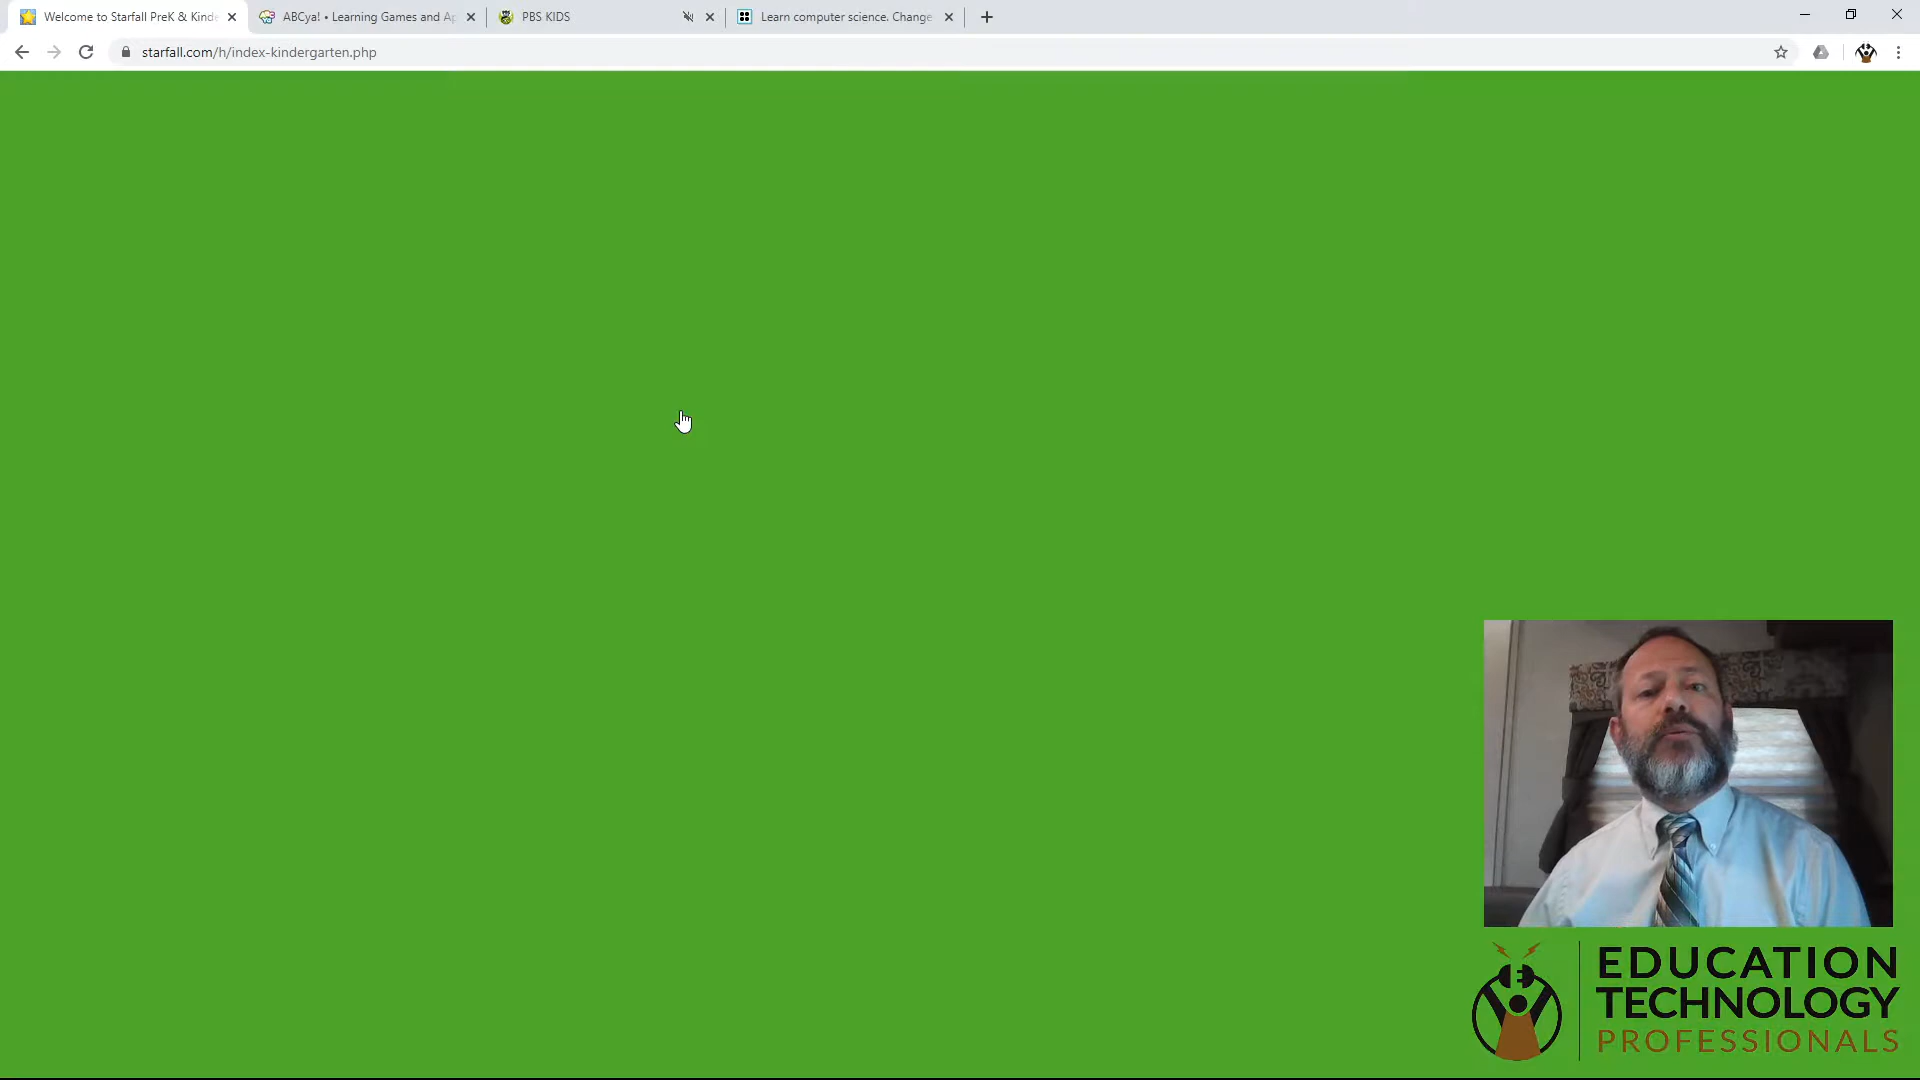 Welcome to Starfall PreK & Kinde
ABCya! • Learning Games and Ap
PBS KIDS
Learn computer science. Change
starfall.com/h/index-kindergarten.php
EDUCATION
TECHNOLOGY
PROFESSIONALS